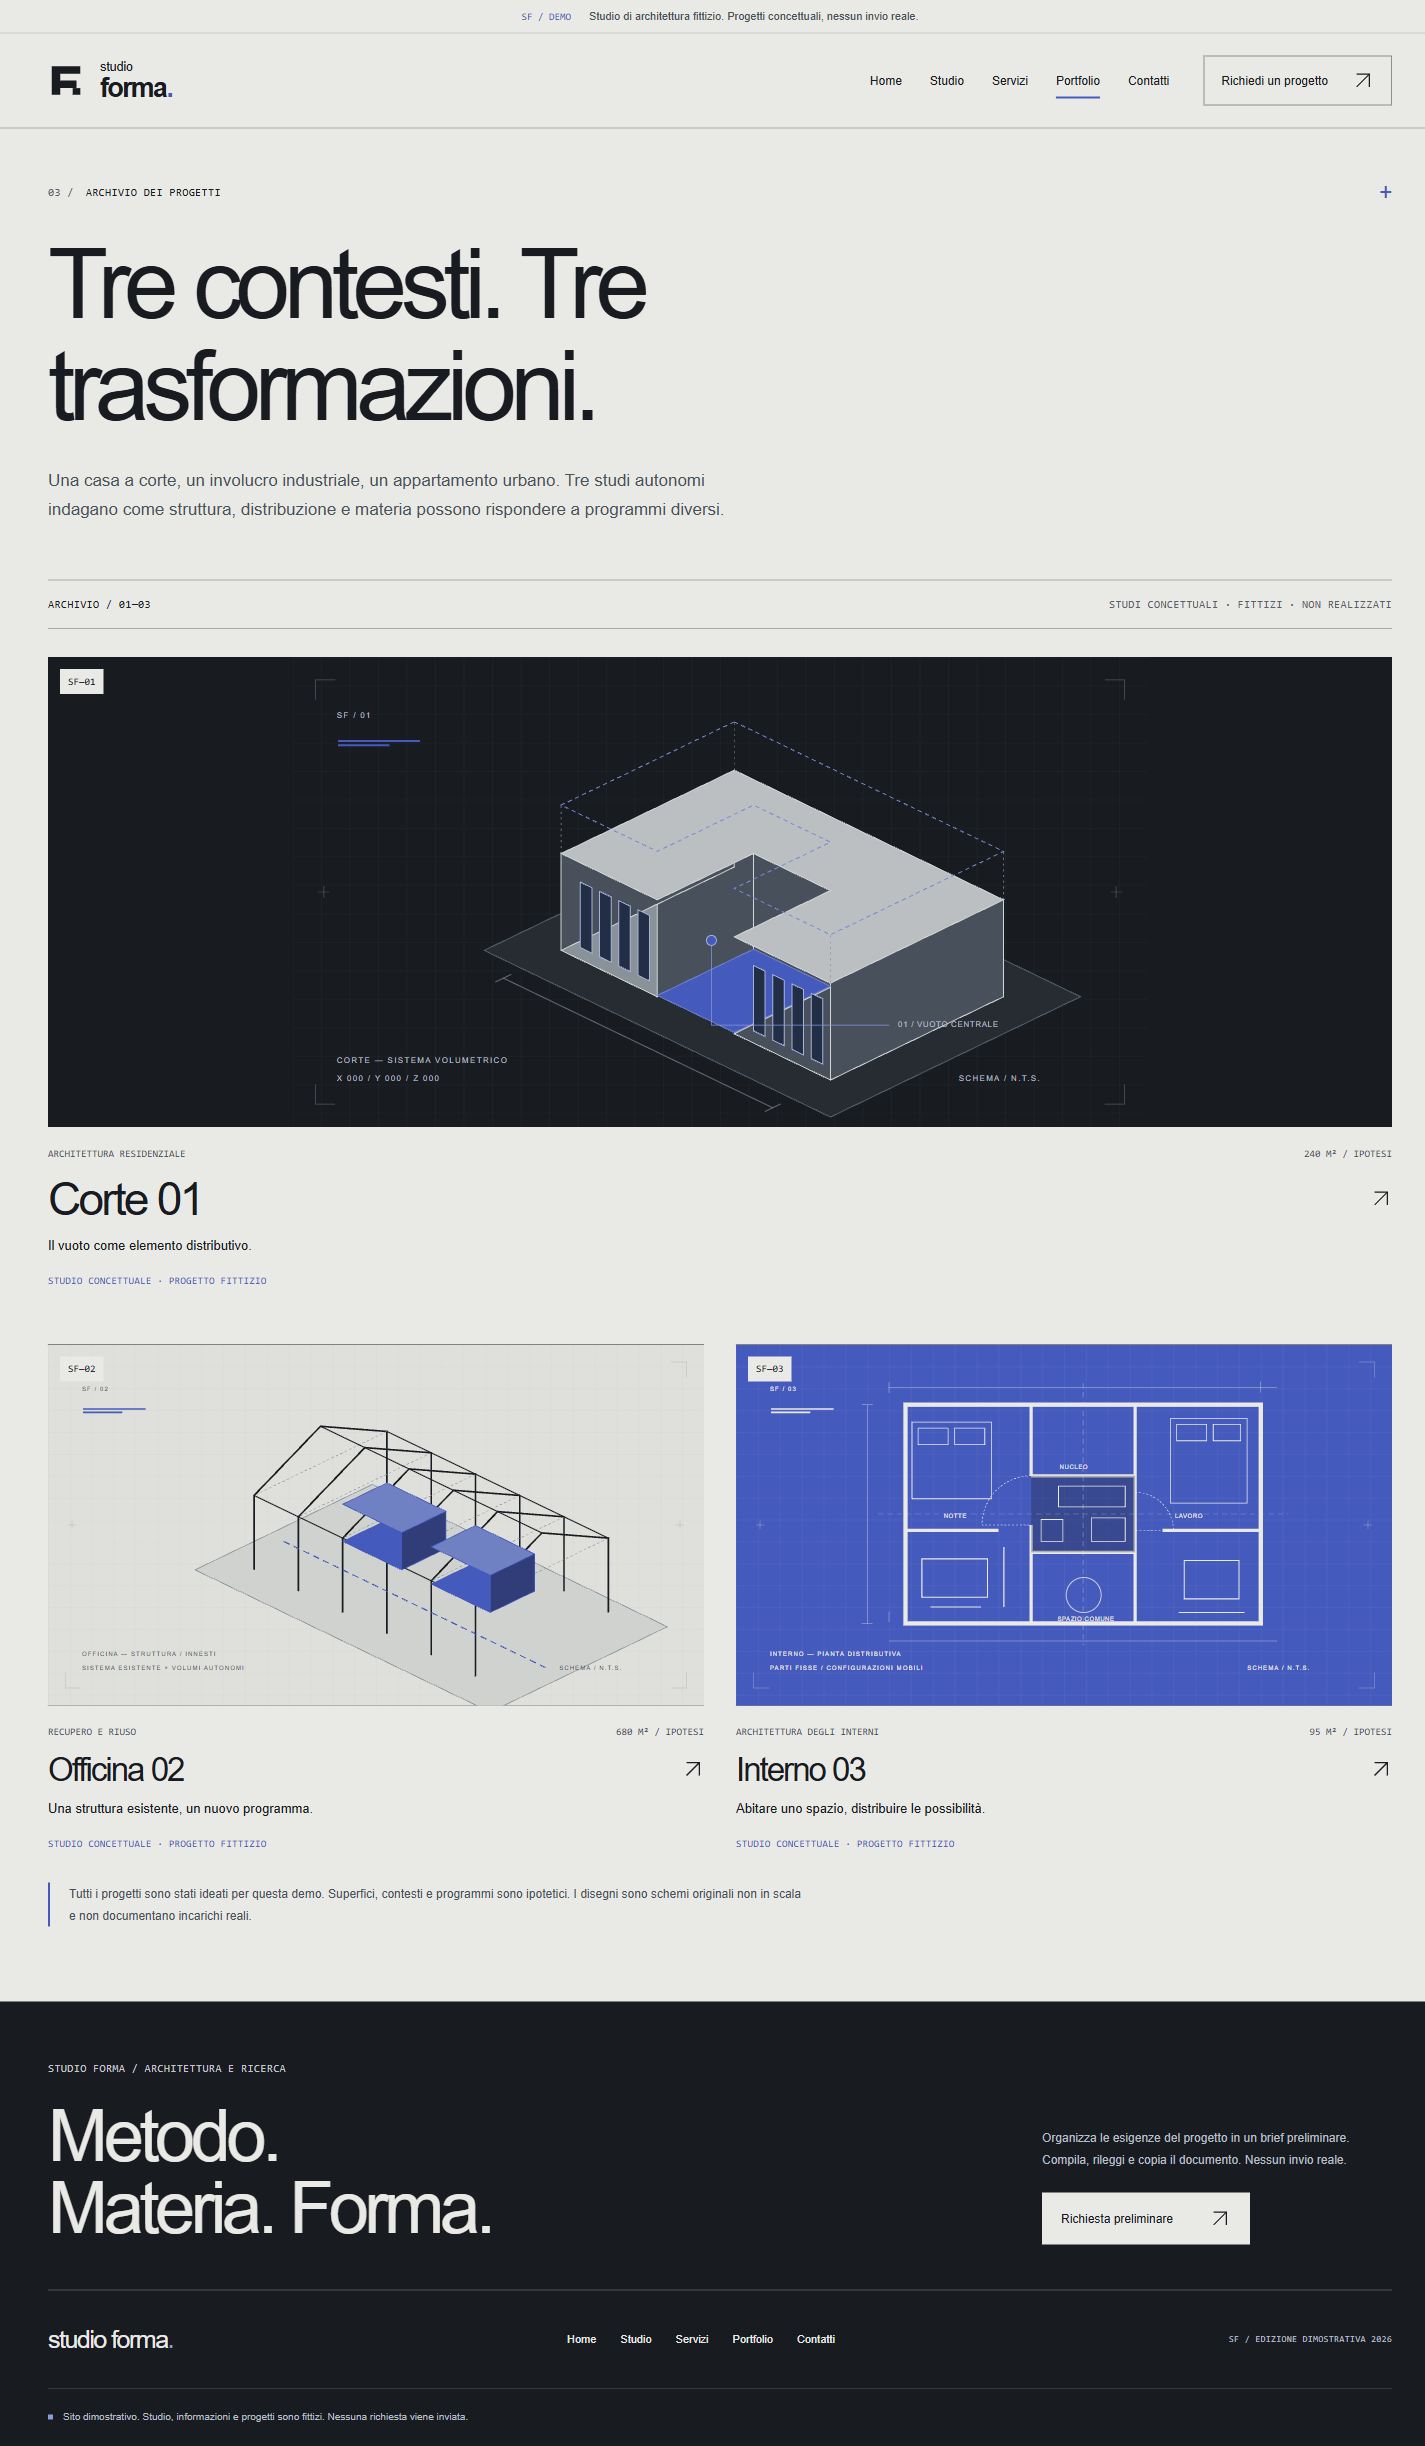 SF / DEMO Studio di architettura fittizio. Progetti concettuali, nessun invio reale.
studio
forma.
Home Studio Servizi Portfolio Contatti Richiedi un progetto
03 / ARCHIVIO DEI PROGETTI
Tre contesti. Tre
trasformazioni.
Una casa a corte, un involucro industriale, un appartamento urbano. Tre studi autonomi
indagano come struttura, distribuzione e materia possono rispondere a programmi diversi.
ARCHIVIO / 01—03 STUDI CONCETTUALI · FITTIZI · NON REALIZZATI
SF—01
SF / 01
01 / VUOTO CENTRALE
CORTE — SISTEMA VOLUMETRICO
X 000 / Y 000 / Z 000 SCHEMA / N.T.S.
ARCHITETTURA RESIDENZIALE 240 M² / IPOTESI
Corte 01
Il vuoto come elemento distributivo.
STUDIO CONCETTUALE · PROGETTO FITTIZIO
SF—02
SF / 02
OFFICINA — STRUTTURA / INNESTI
SISTEMA ESISTENTE + VOLUMI AUTONOMI SCHEMA / N.T.S.
RECUPERO E RIUSO 680 M² / IPOTESI
Officina 02
Una struttura esistente, un nuovo programma.
STUDIO CONCETTUALE · PROGETTO FITTIZIO
SF—03
SF / 03
NUCLEO
NOTTE LAVORO
SPAZIO COMUNE
INTERNO — PIANTA DISTRIBUTIVA
PARTI FISSE / CONFIGURAZIONI MOBILI SCHEMA / N.T.S.
ARCHITETTURA DEGLI INTERNI 95 M² / IPOTESI
Interno 03
Abitare uno spazio, distribuire le possibilità.
STUDIO CONCETTUALE · PROGETTO FITTIZIO
Tutti i progetti sono stati ideati per questa demo. Superfici, contesti e programmi sono ipotetici. I disegni sono schemi originali non in scala
e non documentano incarichi reali.
STUDIO FORMA / ARCHITETTURA E RICERCA
Metodo.
Materia. Forma.
Organizza le esigenze del progetto in un brief preliminare.
Compila, rileggi e copia il documento. Nessun invio reale.
Richiesta preliminare
studio forma.
Home Studio Servizi Portfolio Contatti
SF / EDIZIONE DIMOSTRATIVA 2026
Sito dimostrativo. Studio, informazioni e progetti sono fittizi. Nessuna richiesta viene inviata.